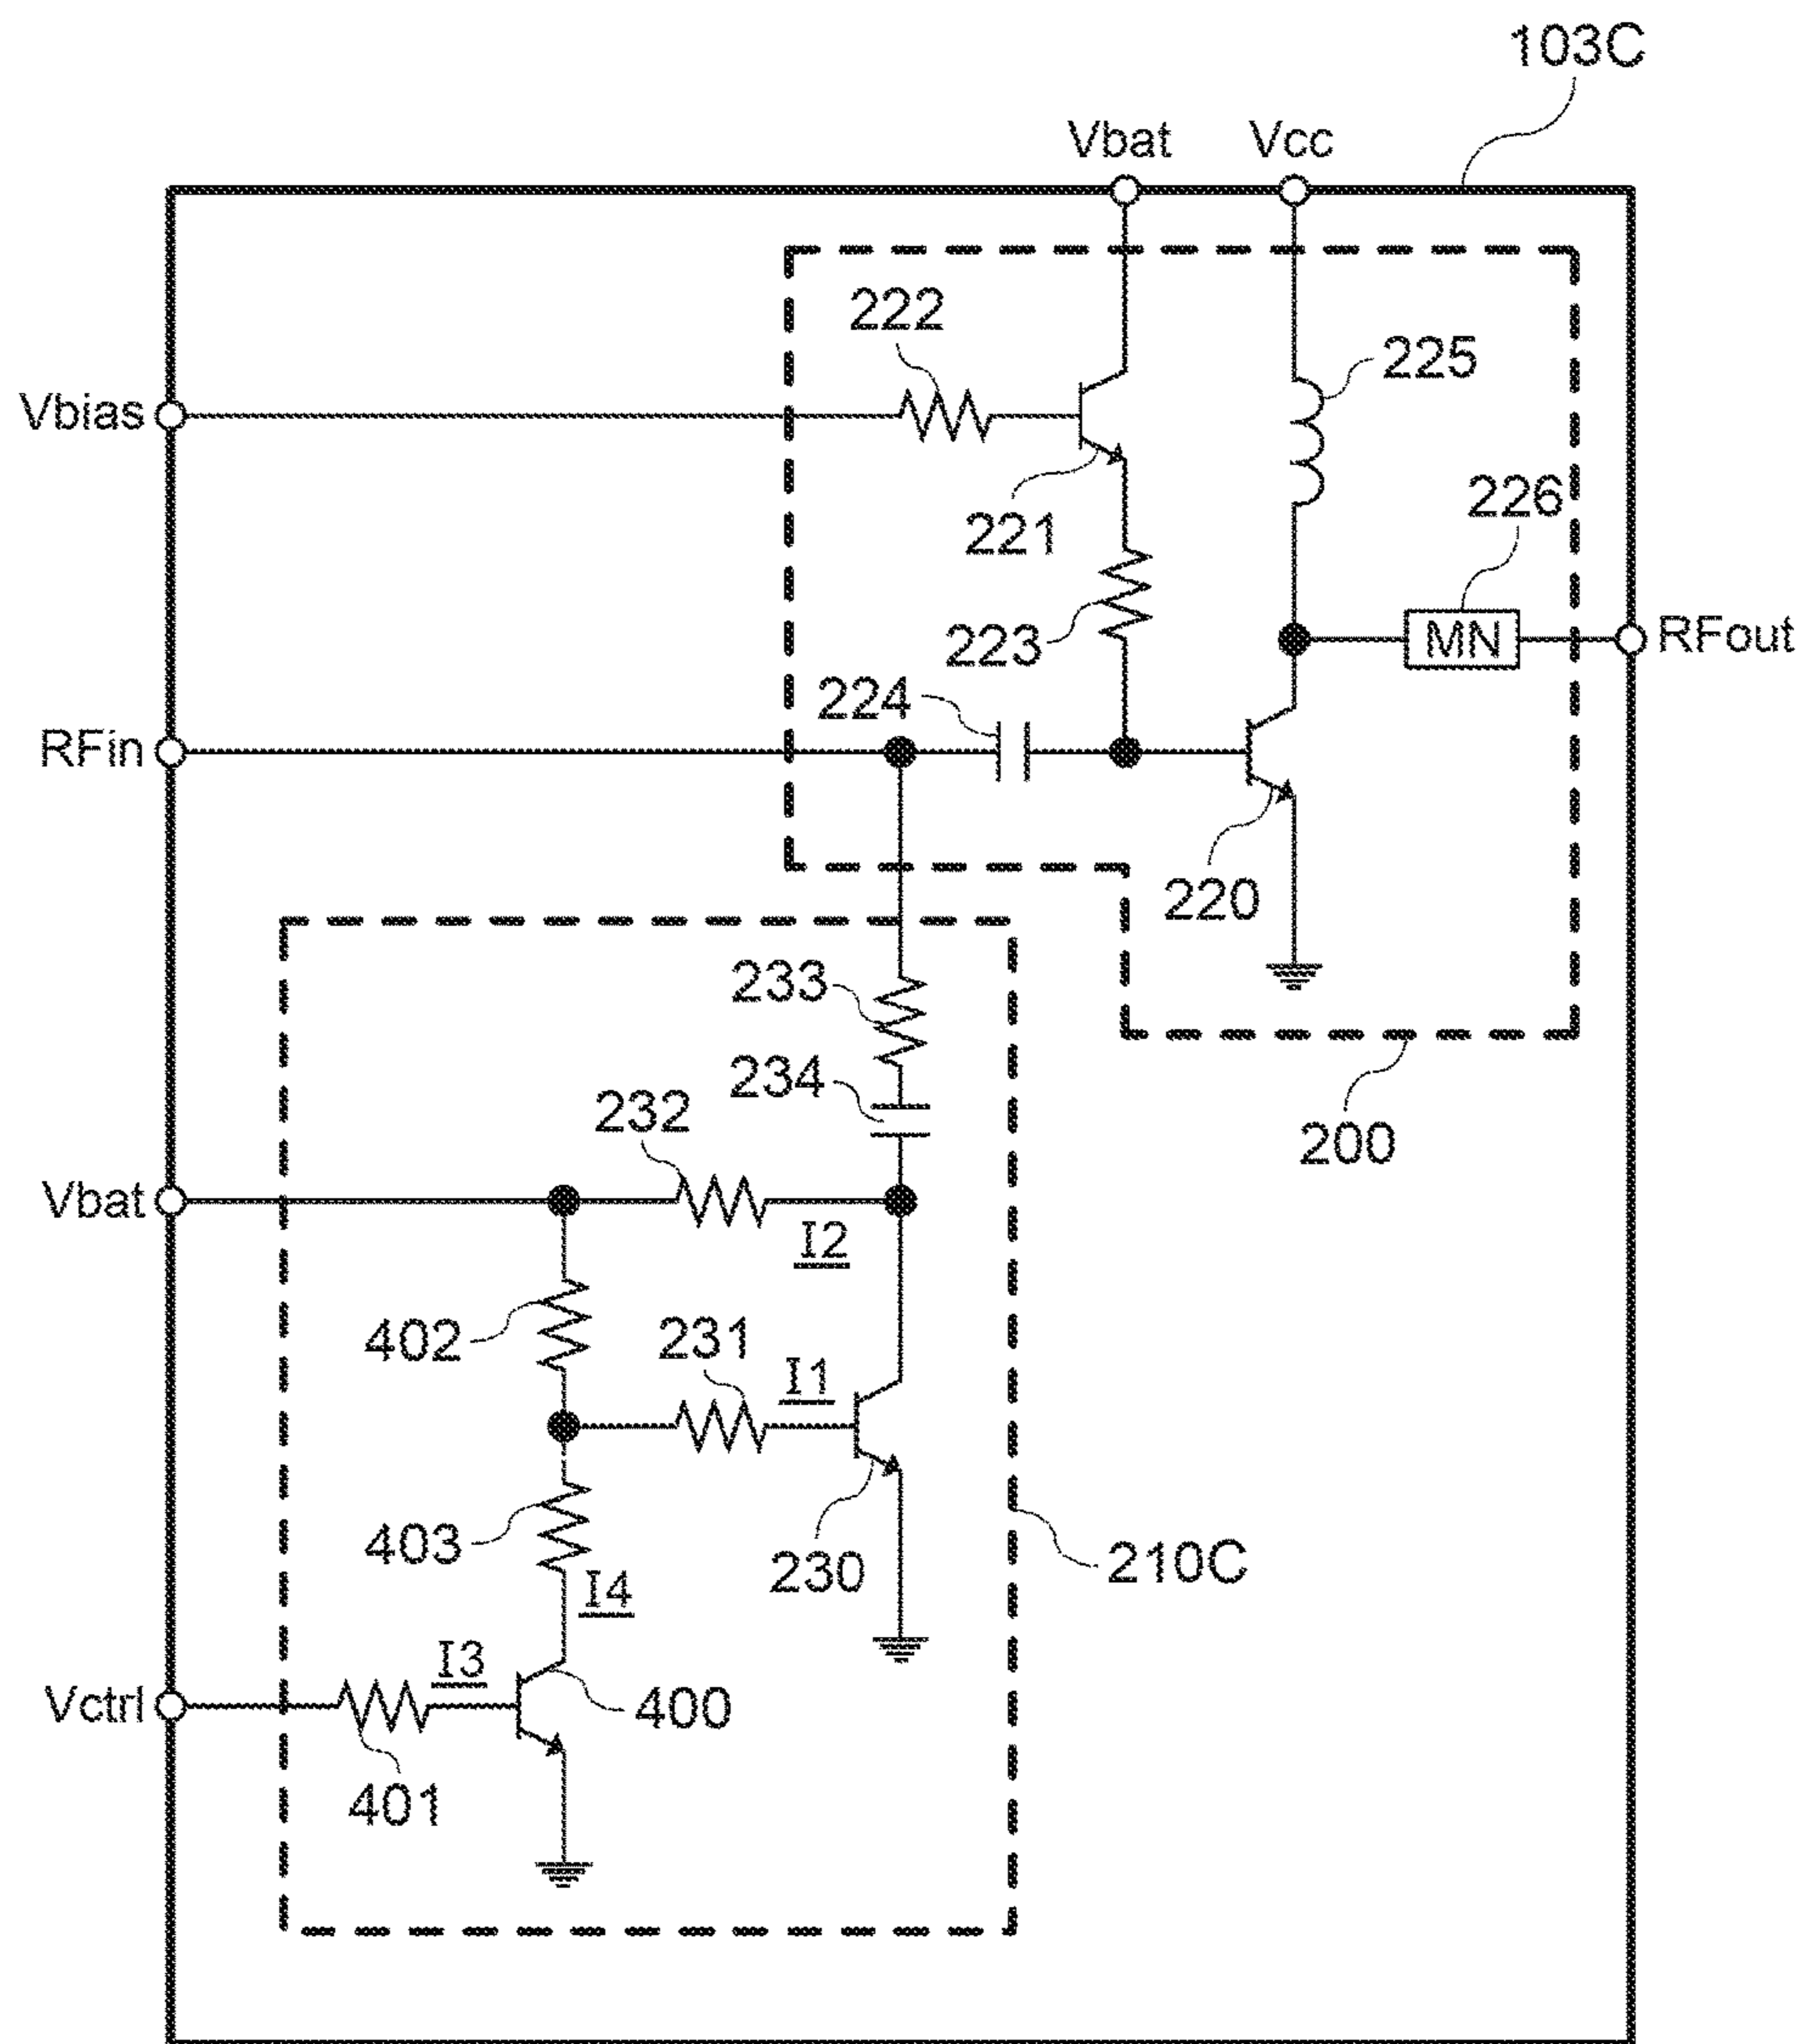 103C
Vbat
Vcc
222
225
Vbias
226
221
223
MN
RFout
224
RFin
220
233
234
232
200
Vbat
I2
402
231
I1
403
230
210C
I4
I3
Vctrl
400
401